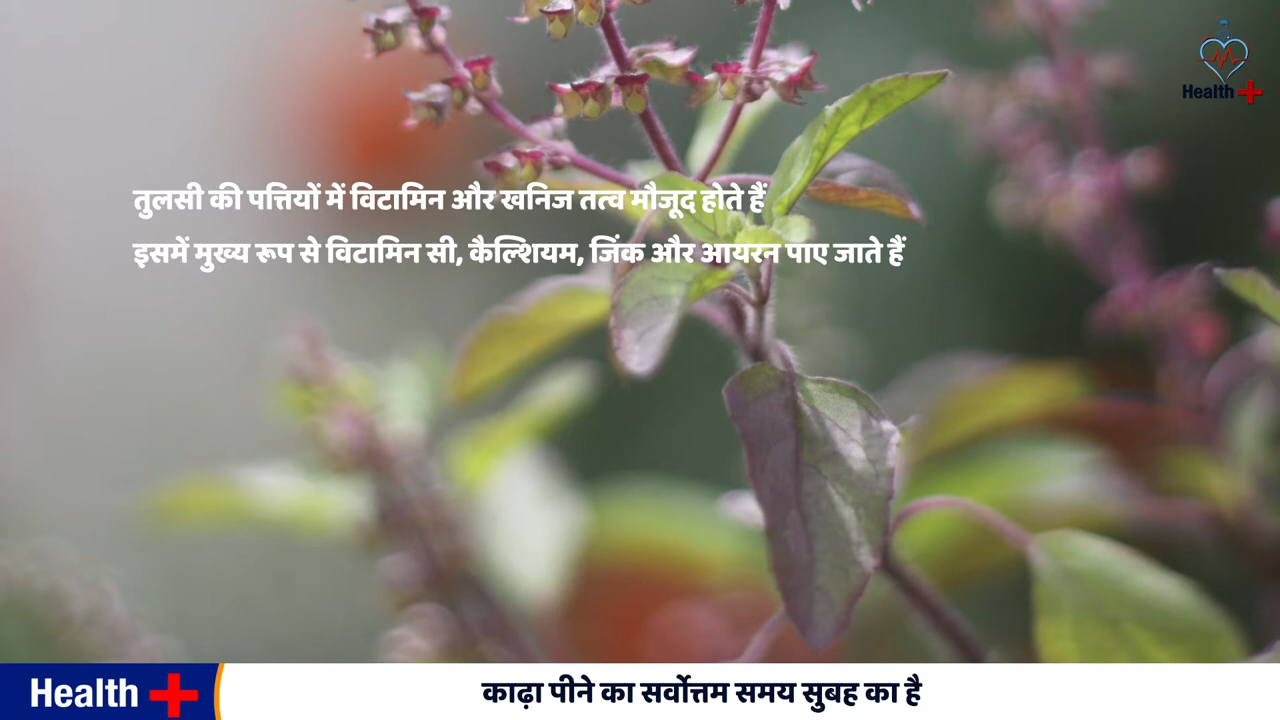 Health
तुलसी की पत्तियों में विटामिन और खनिज तत्व मौजूद होते हैं
इसमें मुख्य रूप से विटामिन सी, कैल्शियम, जिंक और आयरन पाए जाते हैं
Health
काढ़ा पीने का सर्वोत्तम समय सुबह का है